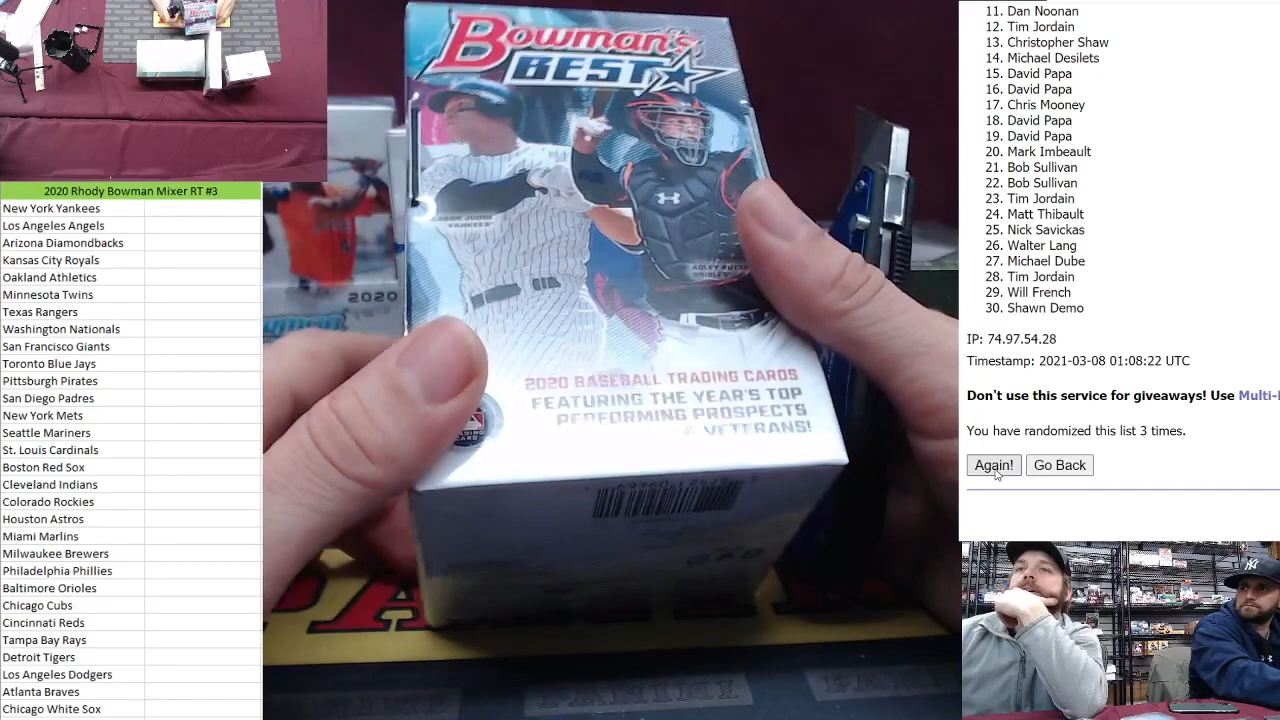 2020 Rhody Bowman Mixer RT #3
New York Yankees
Los Angeles Angels
Arizona Diamondbacks
Kansas City Royals
Oakland Athletics
Minnesota Twins
Texas Rangers
Washington Nationals
San Francisco Giants
Toronto Blue Jays
Pittsburgh Pirates
San Diego Padres
New York Mets
Seattle Mariners
St. Louis Cardinals
Boston Red Sox
Cleveland Indians
Colorado Rockies
Houston Astros
Miami Marlins
Milwaukee Brewers
Philadelphia Phillies
Baltimore Orioles
Chicago Cubs
Cincinnati Reds
Tampa Bay Rays
Detroit Tigers
Los Angeles Dodgers
Atlanta Braves
Chicago White Sox
Bowman's
BEST
AARON JUDGE
YANKEES
ADLEY
2020
2020 BASEBALL TRADING CARDS
FEATURING THE YEAR'S TOP
PERFORMING PROSPECTS
& VETERANS!
PANINI
11. Dan Noonan
12. Tim Jordain
13. Christopher Shaw
14. Michael Desilets
15. David Papa
16. David Papa
17. Chris Mooney
18. David Papa
19. David Papa
20. Mark Imbeault
21. Bob Sullivan
22. Bob Sullivan
23. Tim Jordain
24. Matt Thibault
25. Nick Savickas
26. Walter Lang
27. Michael Dube
28. Tim Jordain
29. Will French
30. Shawn Demo
IP: 74.97.54.28
Timestamp: 2021-03-08 01:08:22 UTC
Don't use this service for giveaways! Use Multi-
You have randomized this list 3 times.
Again! Go Back